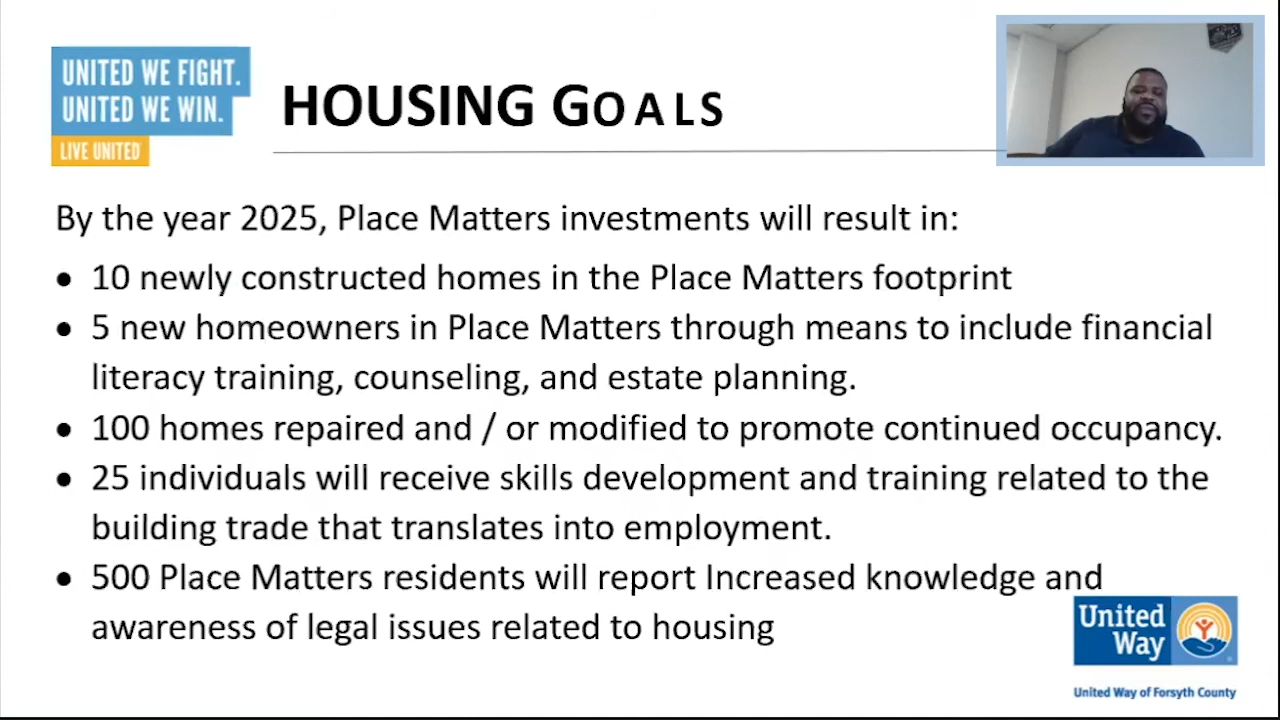 UNITED WE FIGHT.
UNITED WE WIN.
LIVE UNITED
HOUSING GOALS
By the year 2025, Place Matters investments will result in:
• 10 newly constructed homes in the Place Matters footprint
• 5 new homeowners in Place Matters through means to include financial
literacy training, counseling, and estate planning.
• 100 homes repaired and / or modified to promote continued occupancy.
• 25 individuals will receive skills development and training related to the
building trade that translates into employment.
• 500 Place Matters residents will report Increased knowledge and
awareness of legal issues related to housing
United
Way
United Way of Forsyth County